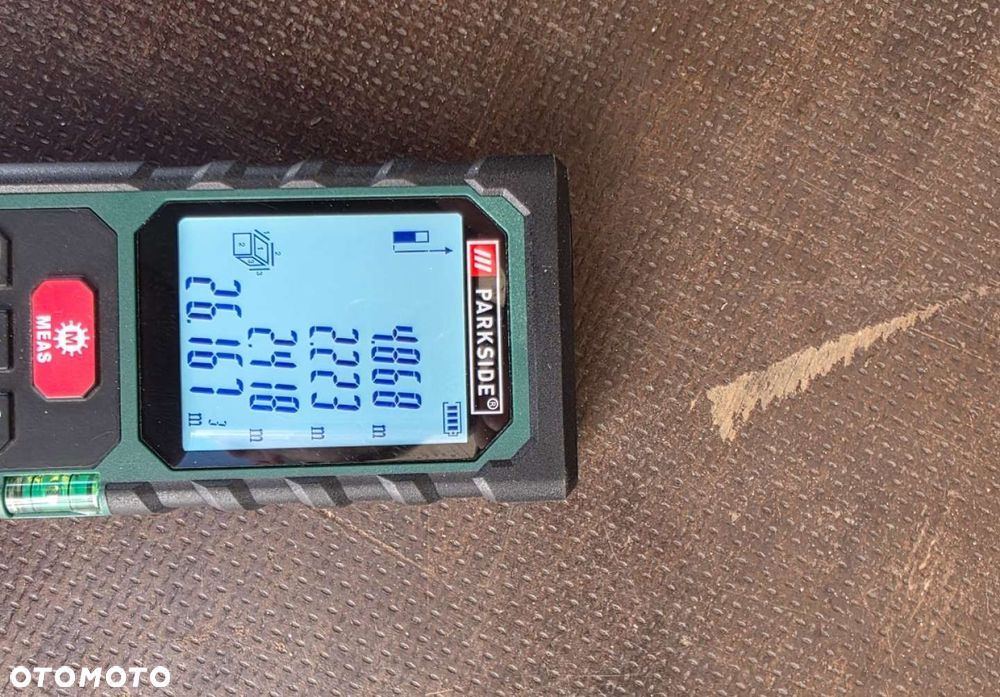 PARKSIDE®
4.868 m
2.223 m
2.418 m
26.167 m³
M
MEAS
OTOMOTO